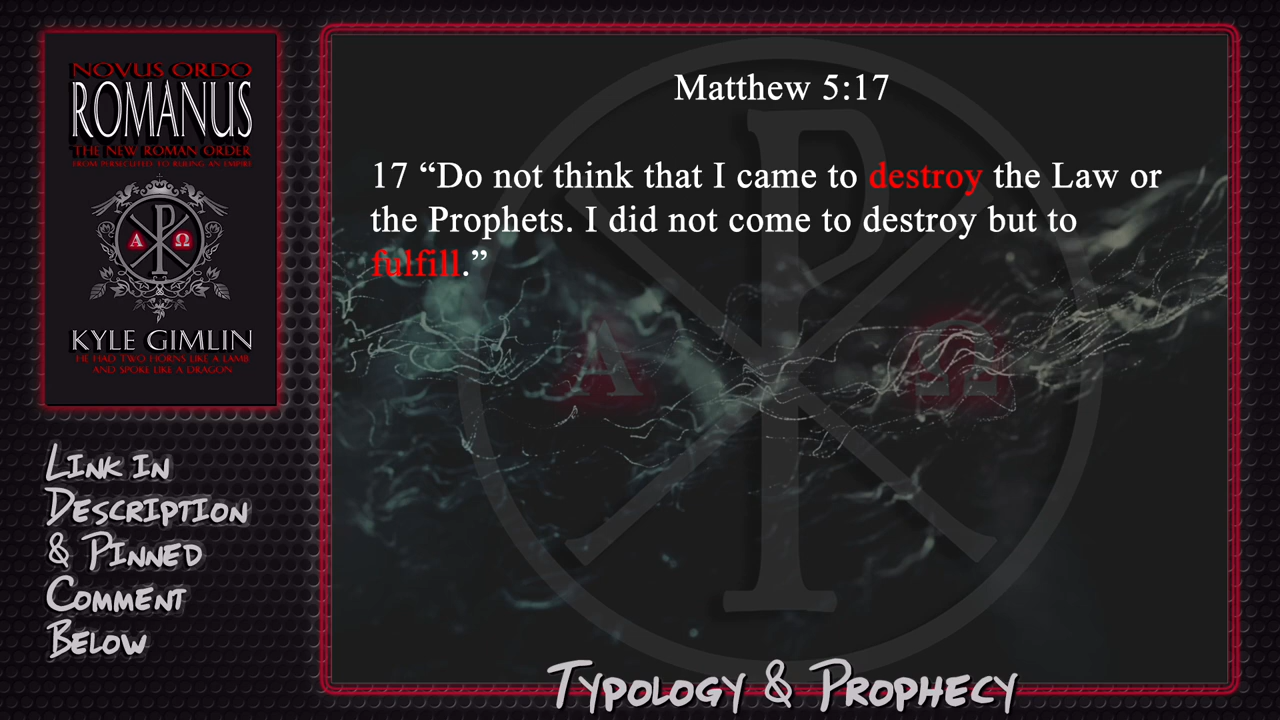 NOVUS ORDO
ROMANUS
THE NEW ROMAN ORDER
FROM PERSECUTED TO RULING AN EMPIRE
Α Ω
KYLE GIMLIN
HE HAD TWO HORNS LIKE A LAMB
AND SPOKE LIKE A DRAGON
LINK IN
DESCRIPTION
& PINNED
COMMENT
BELOW
Matthew 5:17
17 “Do not think that I came to destroy the Law or
the Prophets. I did not come to destroy but to
fulfill.”
Α Ω
TYPOLOGY & PROPHECY